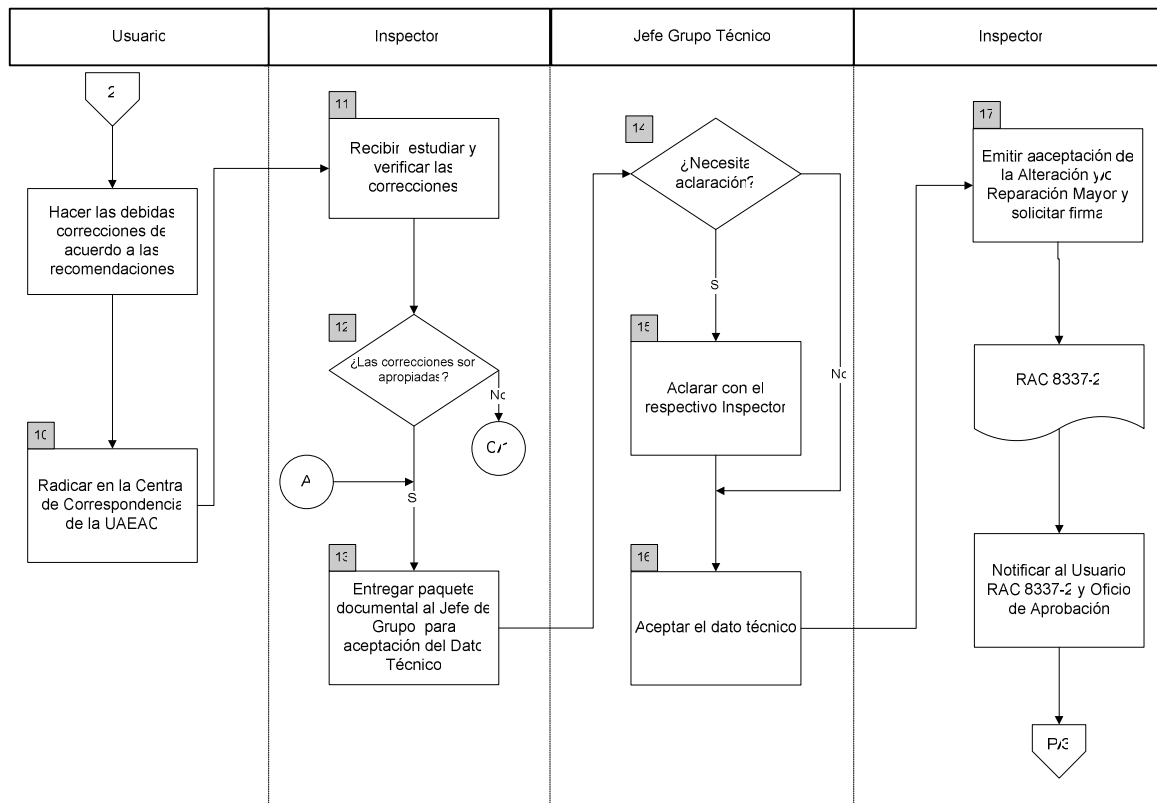 Usuario
Inspector
Jefe Grupo Técnico
Inspector
2
Hacer las debidas
correcciones de
acuerdo a las
recomendaciones
10
Radicar en la Centra
de Correspondencia
de la UAEAC
11
Recibir estudiar y
verificar las
correcciones
12
¿Las correcciones son
apropiadas?
No
C/1
A
S
13
Entregar paquete
documental al Jefe de
Grupo para
aceptación del Dato
Técnico
14
¿Necesita
aclaración?
S
No
15
Aclarar con el
respectivo Inspector
16
Aceptar el dato técnico
17
Emitir aaceptación de
la Alteración y/o
Reparación Mayor y
solicitar firma
RAC 8337-2
Notificar al Usuario
RAC 8337-2 y Oficio
de Aprobación
P/3